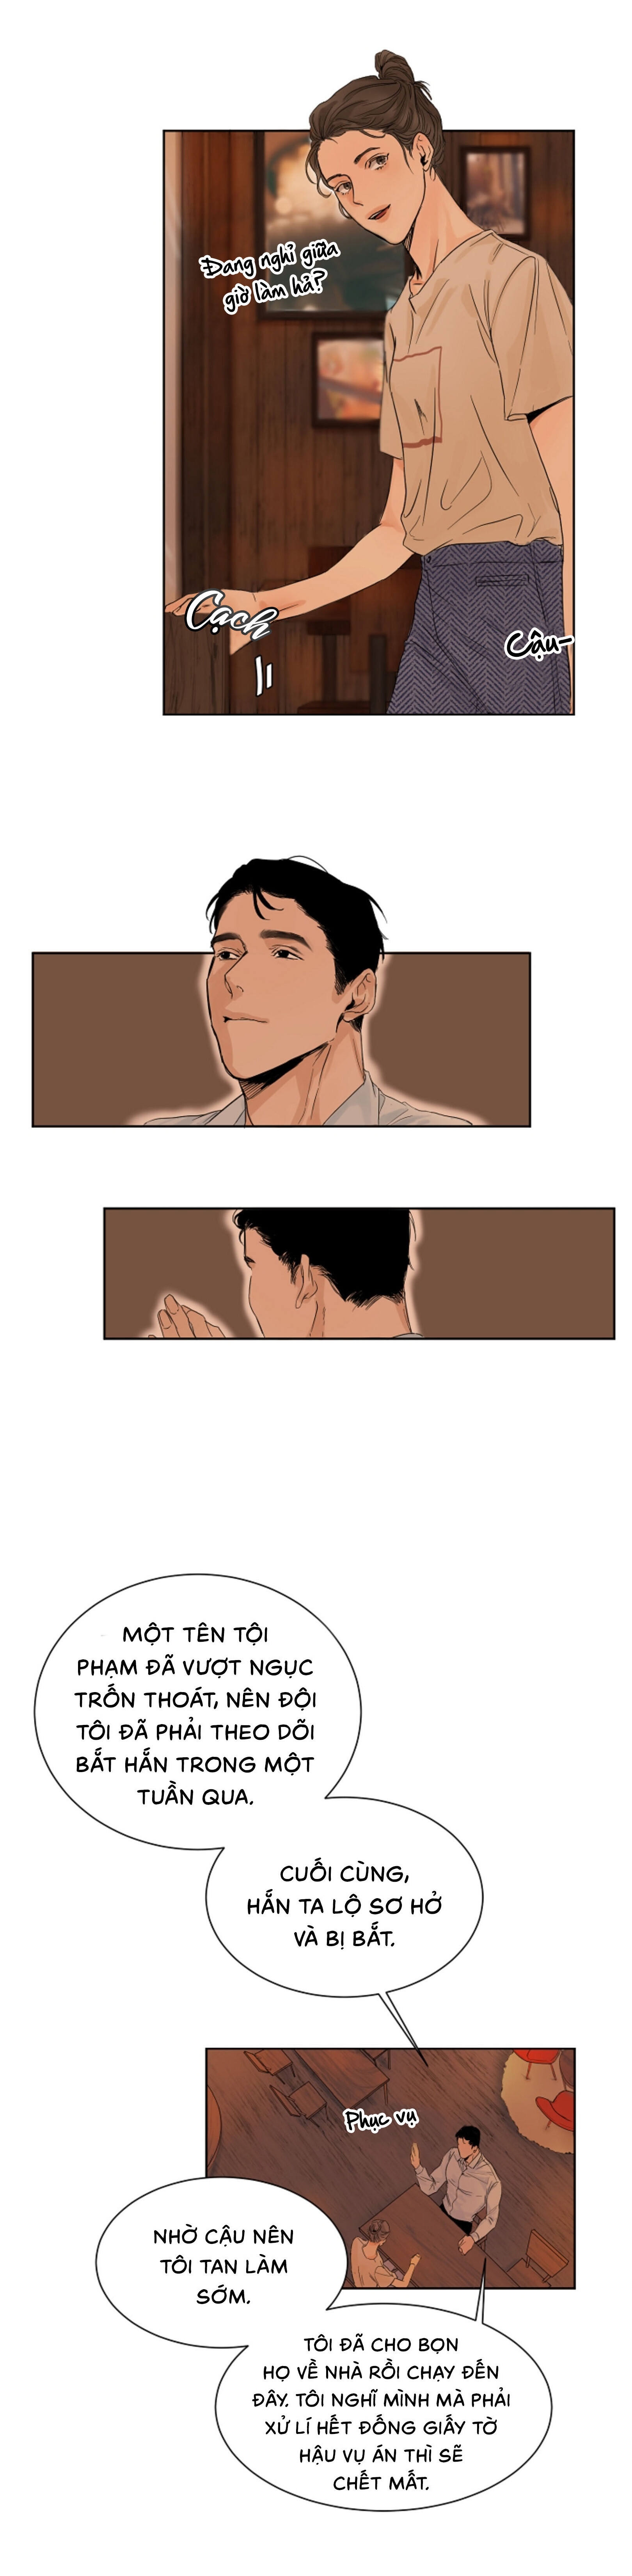 Đang nghỉ giữa
giờ làm hả?
Cạch
Cậu-
MỘT TÊN TỘI
PHẠM ĐÃ VƯỢT NGỤC
TRỐN THOÁT, NÊN ĐỘI
TÔI ĐÃ PHẢI THEO DÕI
BẮT HẮN TRONG MỘT
TUẦN QUA.
CUỐI CÙNG,
HẮN TA LỘ SƠ HỞ
VÀ BỊ BẮT.
Phục vụ
NHỜ CẬU NÊN
TÔI TAN LÀM
SỚM.
TÔI ĐÃ CHO BỌN
HỌ VỀ NHÀ RỒI CHẠY ĐẾN
ĐÂY. TÔI NGHĨ MÌNH MÀ PHẢI
XỬ LÍ HẾT ĐỐNG GIẤY TỜ
HẬU VỤ ÁN THÌ SẼ
CHẾT MẤT.